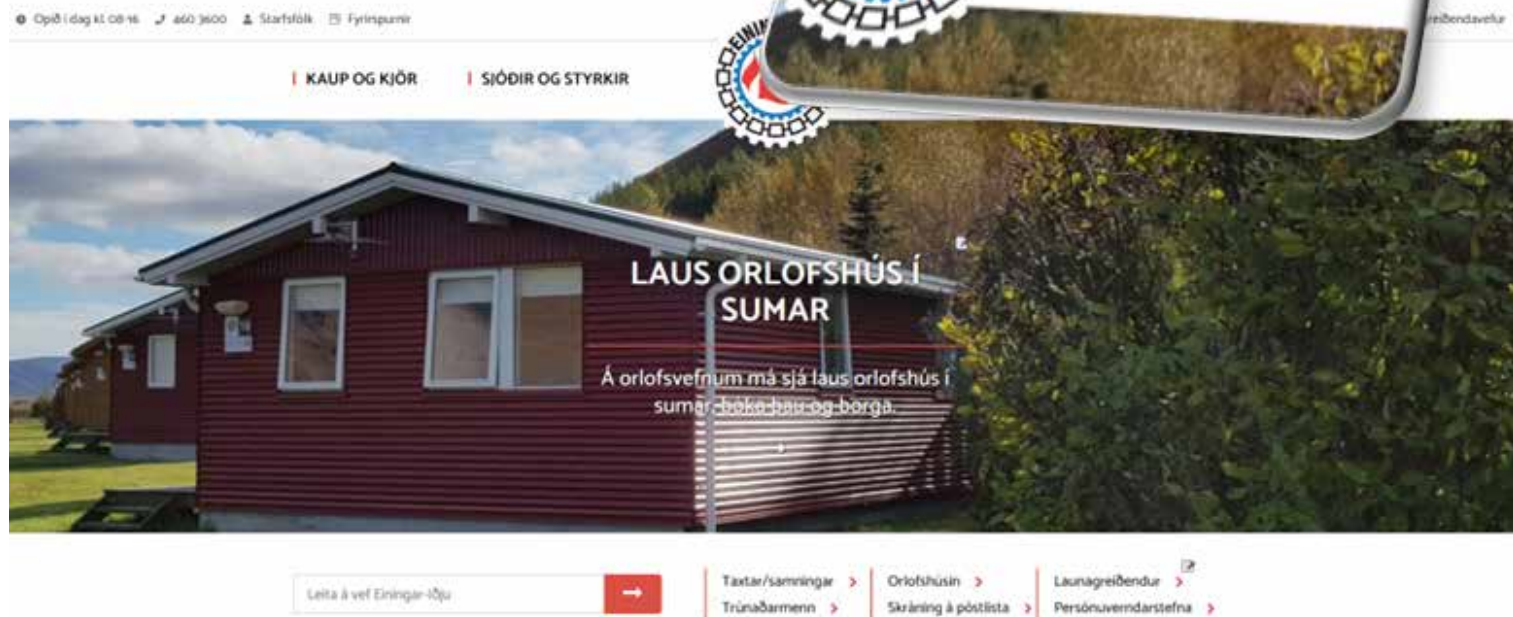 Opið í dag kl. 08-16 460 3600 Starfsfólk Fyrirspurnir
KAUP OG KJÖR SJÓÐIR OG STYRKIR
LAUS ORLOFSHÚS Í
SUMAR
Á orlofsvefnum má sjá laus orlofshús í
sumar, bóka þau og borga.
Leita á vef Einingar-Iðju
Taxtar/samningar Orlofshúsin Launagreiðendur
Trúnaðarmenn Skráning á póstlista Persónuverndarstefna